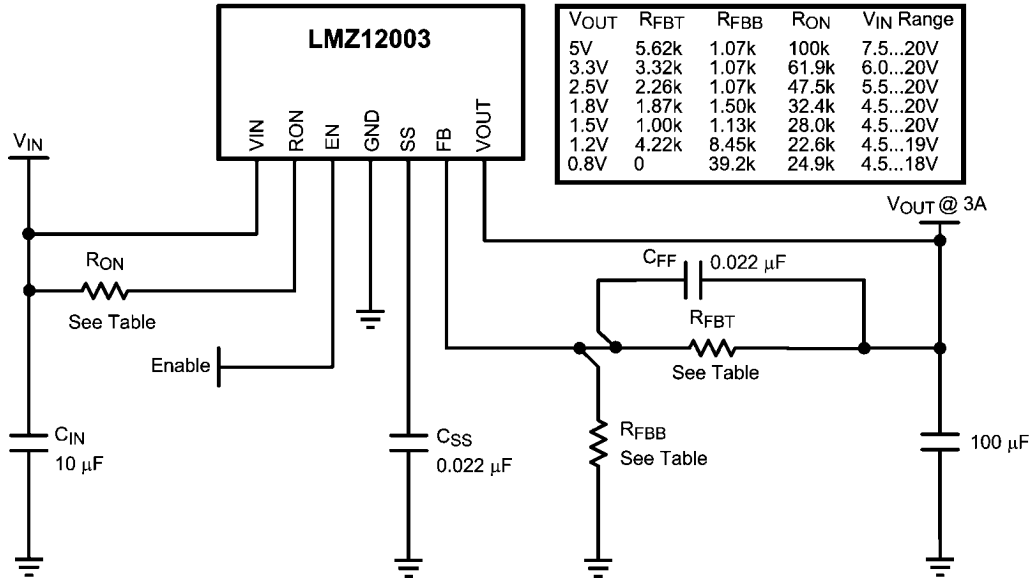 LMZ12003
VIN
RON
EN
GND
SS
FB
VOUT
VOUT RFBT RFBB RON VIN Range
5V 5.62k 1.07k 100k 7.5...20V
3.3V 3.32k 1.07k 61.9k 6.0...20V
2.5V 2.26k 1.07k 47.5k 5.5...20V
1.8V 1.87k 1.50k 32.4k 4.5...20V
1.5V 1.00k 1.13k 28.0k 4.5...20V
1.2V 4.22k 8.45k 22.6k 4.5...19V
0.8V 0 39.2k 24.9k 4.5...18V
VIN
VOUT @ 3A
RON
See Table
CFF 0.022 μF
RFBT
See Table
Enable
CIN
10 μF
CSS
0.022 μF
RFBB
See Table
100 μF